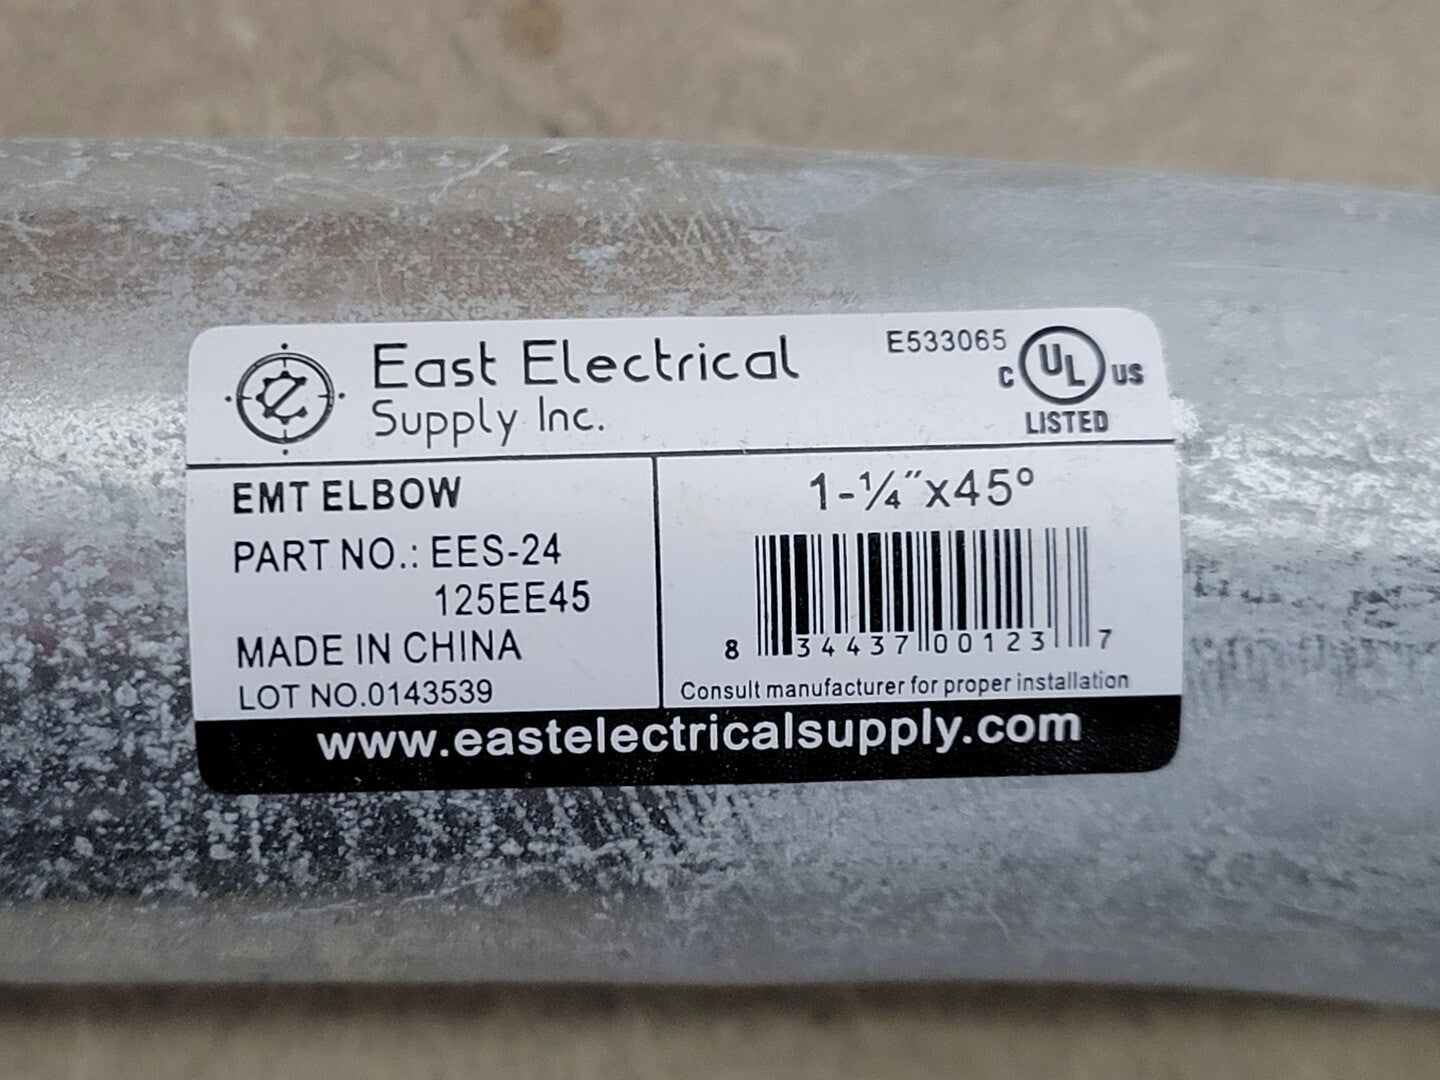 East Electrical
Supply Inc.
E533065
C UL US
LISTED
EMT ELBOW
PART NO.: EES-24
125EE45
MADE IN CHINA
LOT NO.0143539
1-¼″x45°
8 34437 00123 7
Consult manufacturer for proper installation
www.eastelectricalsupply.com